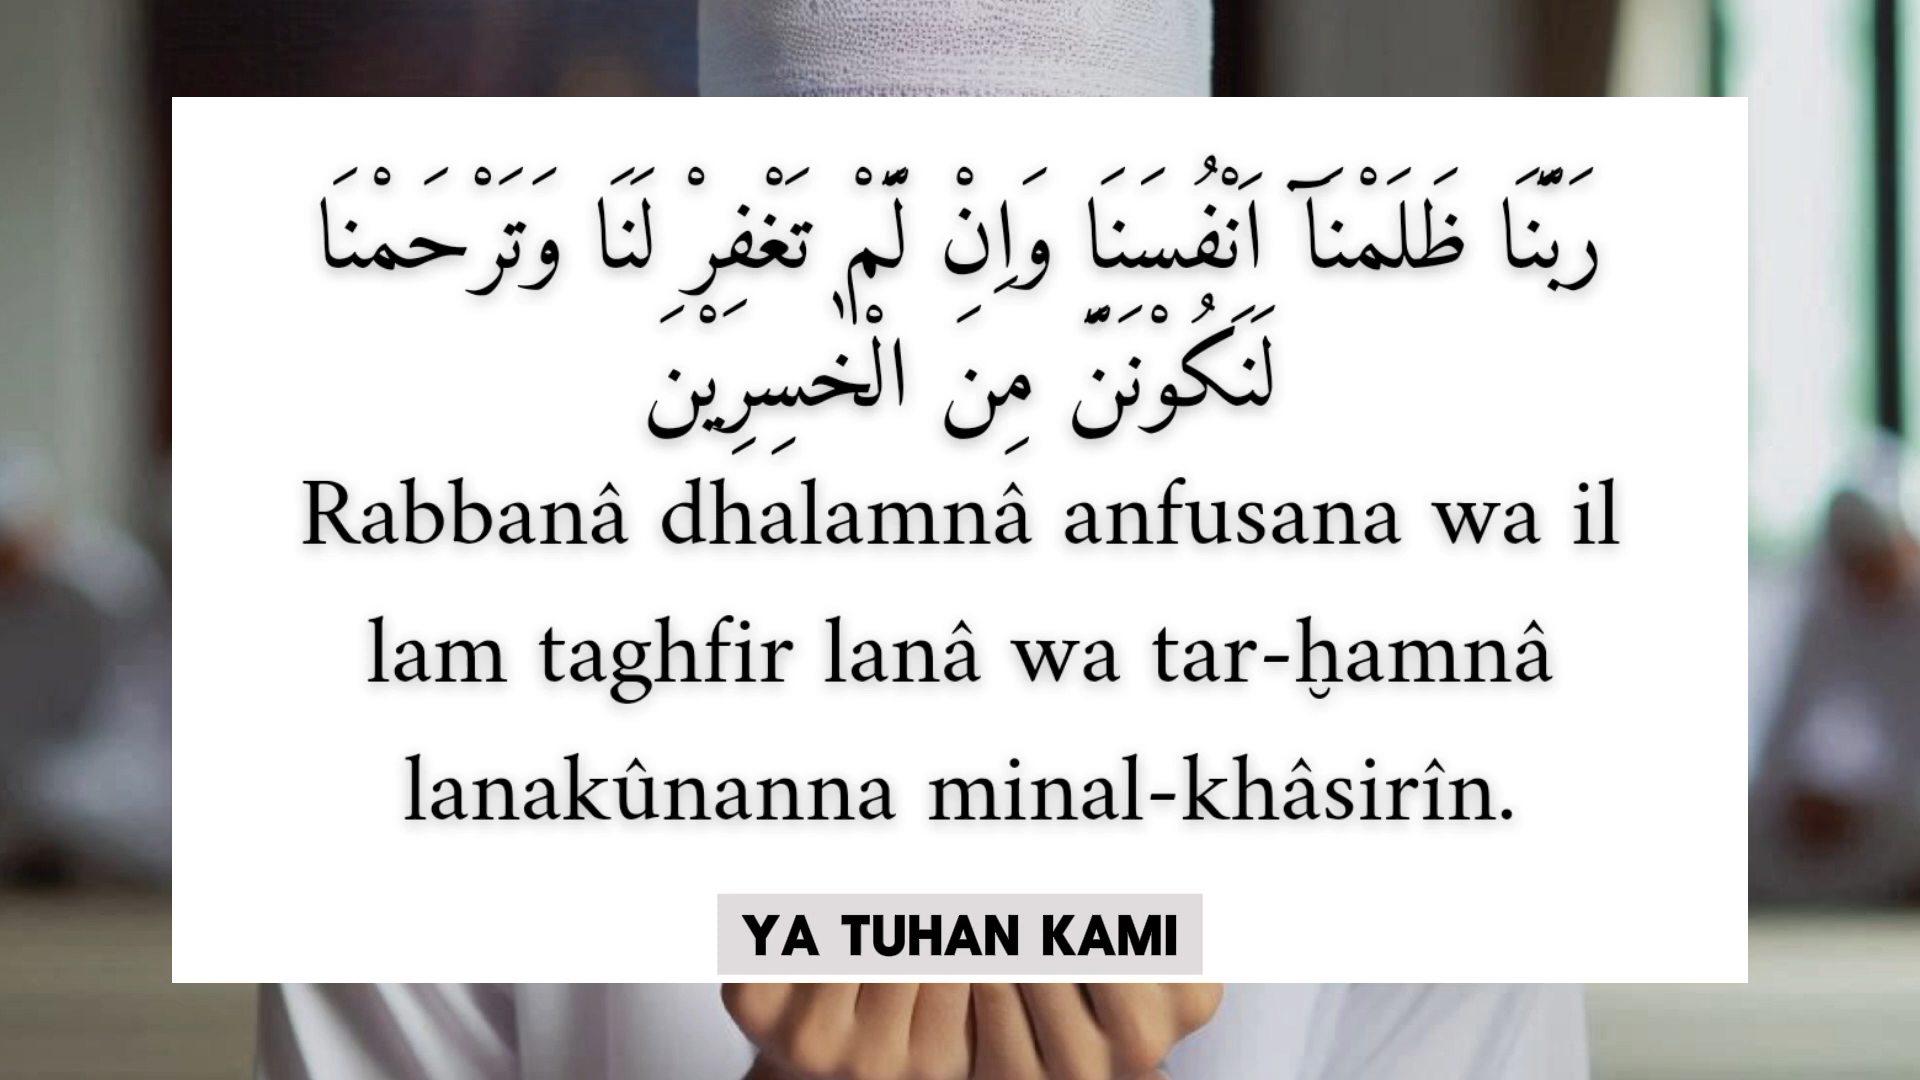 رَبَّنَا ظَلَمْنَآ اَنْفُسَنَا وَاِنْ لَّمْ تَغْفِرْ لَنَا وَتَرْحَمْنَا
لَنَكُوْنَنَّ مِنَ الْخٰسِرِيْنَ
Rabbanâ dhalamnâ anfusana wa il
lam taghfir lanâ wa tar-ḫamnâ
lanakûnanna minal-khâsirîn.
YA TUHAN KAMI